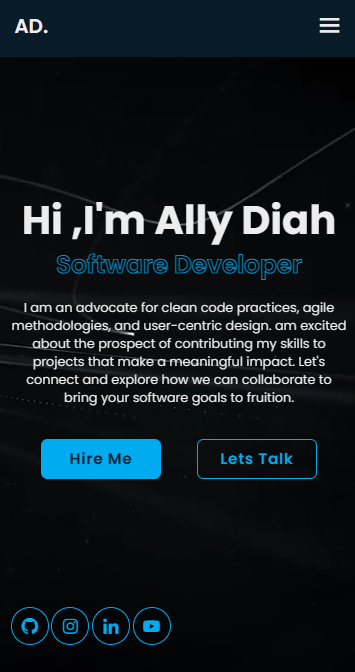 AD.
Hi ,I'm Ally Diah
Software Developer
I am an advocate for clean code practices, agile
methodologies, and user-centric design. am excited
about the prospect of contributing my skills to
projects that make a meaningful impact. Let's
connect and explore how we can collaborate to
bring your software goals to fruition.
Hire Me
Lets Talk